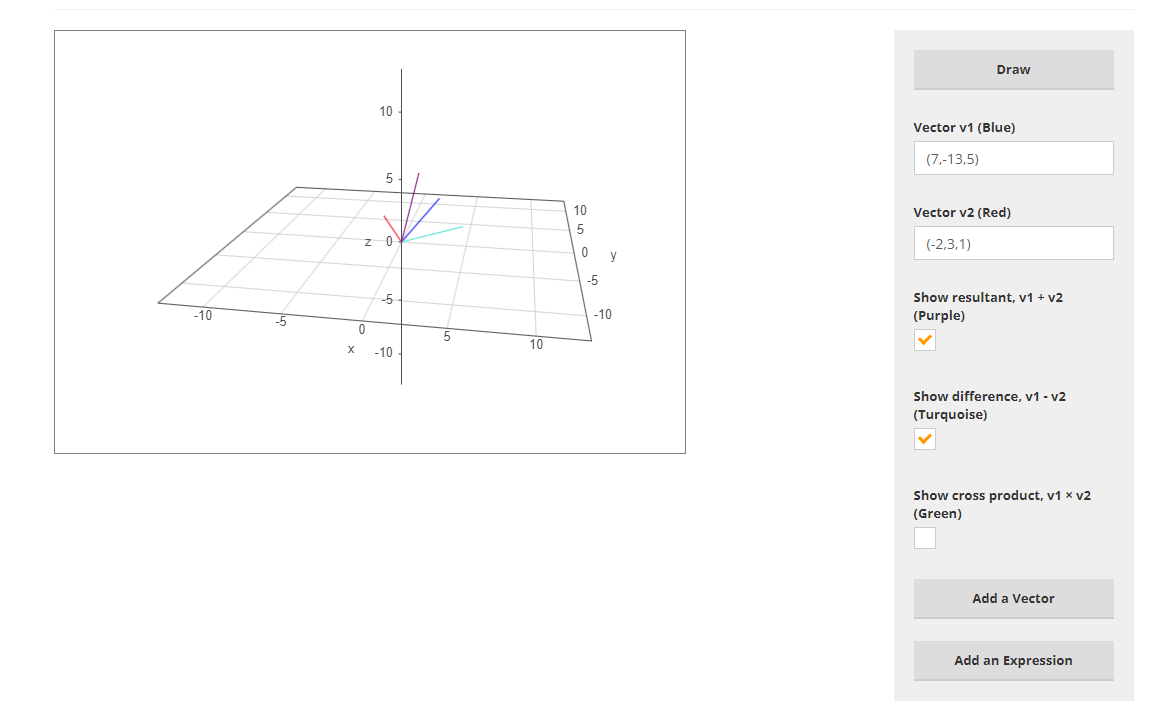 10
5
z 0
-5
-10
10
5
0
y
-5
-10
-10
-5
0
5
10
x
Draw
Vector v1 (Blue)
(7,-13,5)
Vector v2 (Red)
(-2,3,1)
Show resultant, v1 + v2
(Purple)
Show difference, v1 - v2
(Turquoise)
Show cross product, v1 × v2
(Green)
Add a Vector
Add an Expression